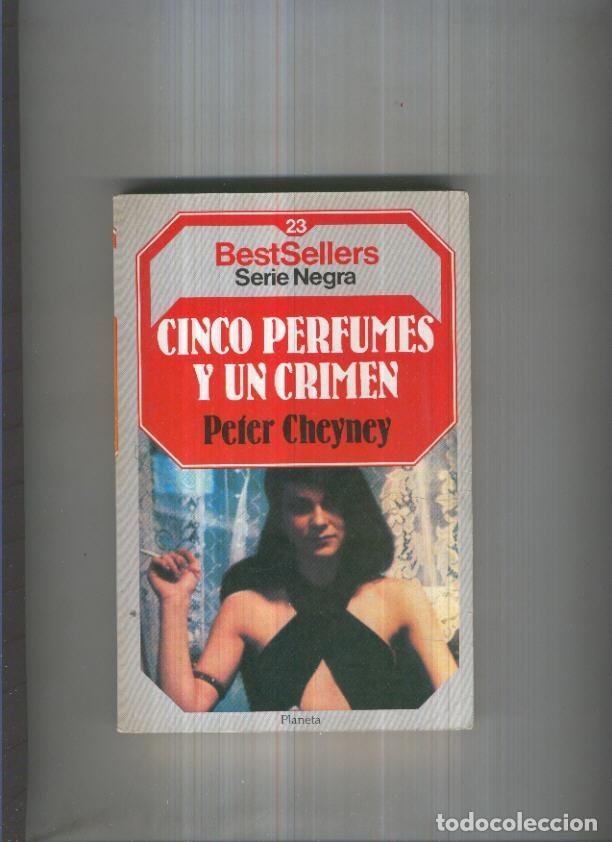 23
BestSellers
Serie Negra
CINCO PERFUMES
Y UN CRIMEN
Peter Cheyney
Planeta
todocoleccion